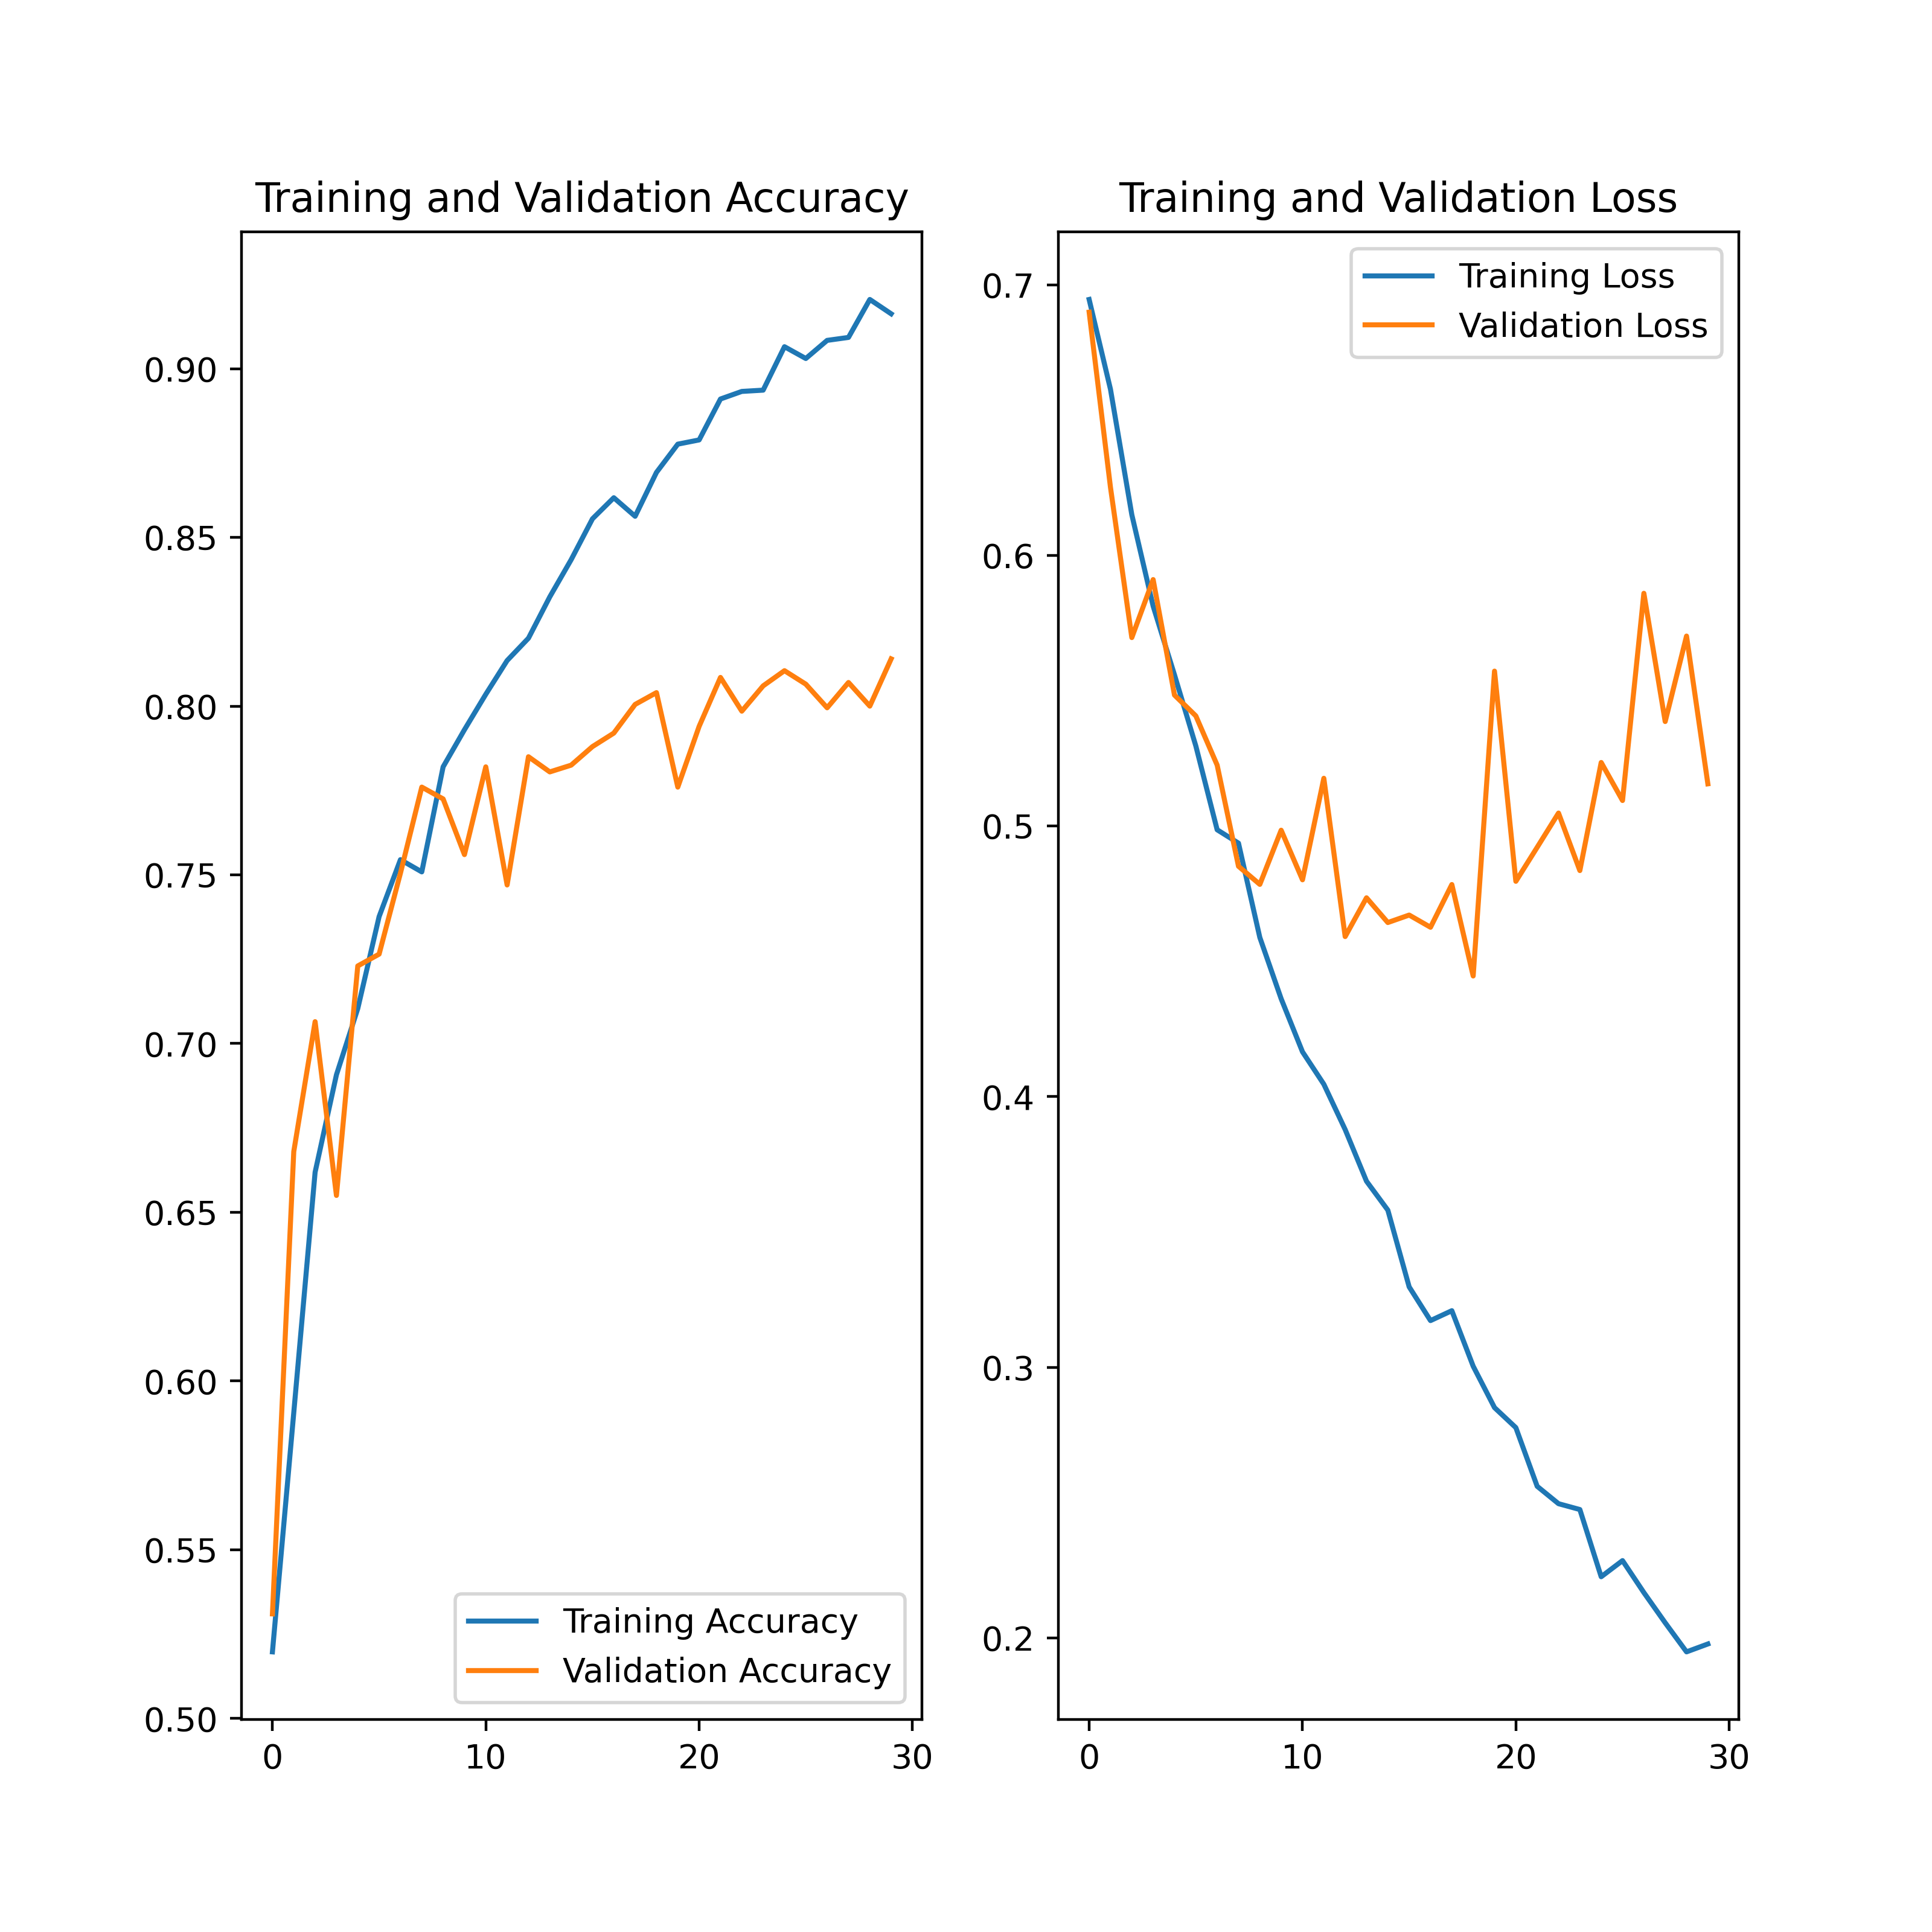 Training and Validation Accuracy
0.90
0.85
0.80
0.75
0.70
0.65
0.60
0.55
0.50
Training Accuracy
Validation Accuracy
0 10 20 30
Training and Validation Loss
0.7
0.6
0.5
0.4
0.3
0.2
Training Loss
Validation Loss
0 10 20 30